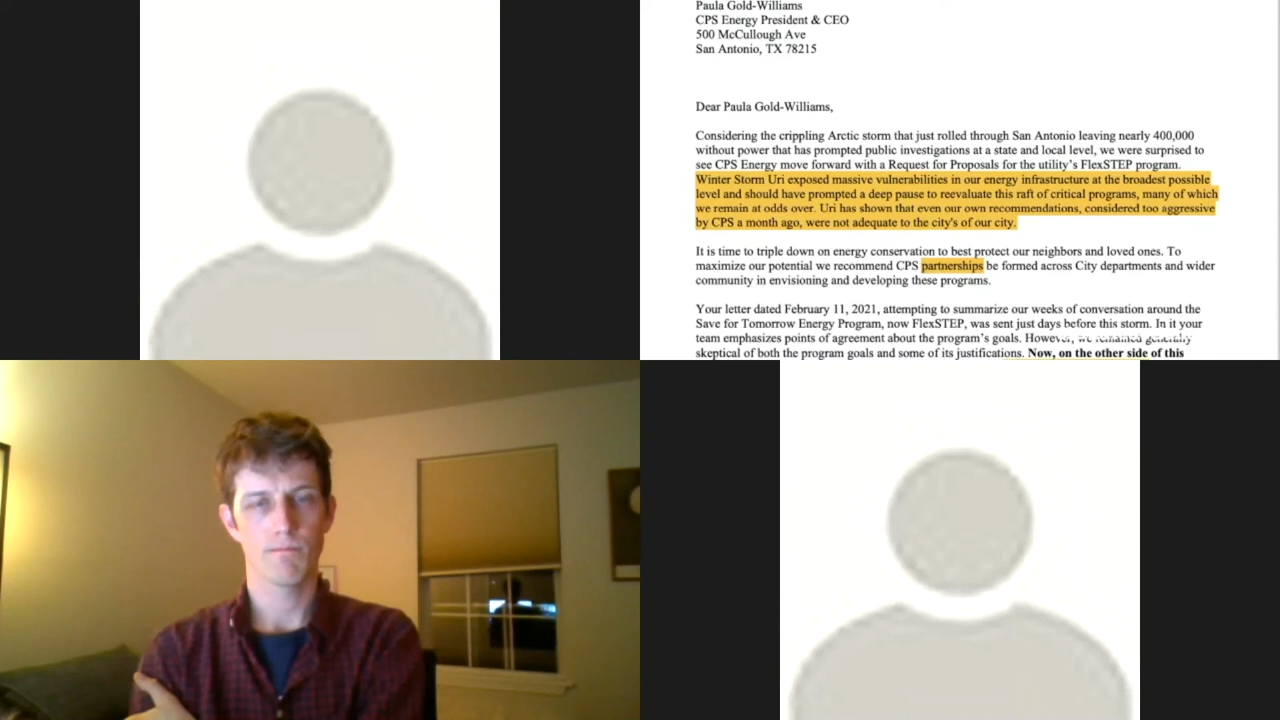 Paula Gold-Williams
CPS Energy President & CEO
500 McCullough Ave
San Antonio, TX 78215
Dear Paula Gold-Williams,
Considering the crippling Arctic storm that just rolled through San Antonio leaving nearly 400,000
without power that has prompted public investigations at a state and local level, we were surprised to
see CPS Energy move forward with a Request for Proposals for the utility's FlexSTEP program.
Winter Storm Uri exposed massive vulnerabilities in our energy infrastructure at the broadest possible
level and should have prompted a deep pause to reevaluate this raft of critical programs, many of which
we remain at odds over. Uri has shown that even our own recommendations, considered too aggressive
by CPS a month ago, were not adequate to the city's of our city.
It is time to triple down on energy conservation to best protect our neighbors and loved ones. To
maximize our potential we recommend CPS partnerships be formed across City departments and wider
community in envisioning and developing these programs.
Your letter dated February 11, 2021, attempting to summarize our weeks of conversation around the
Save for Tomorrow Energy Program, now FlexSTEP, was sent just days before this storm. In it your
team emphasizes points of agreement about the program's goals. However, we remained generally
skeptical of both the program goals and some of its justifications. Now, on the other side of this